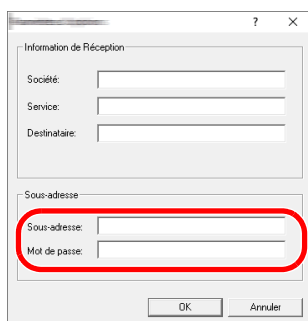 ? ×
Information de Réception
Société:
Service:
Destinataire:
Sous-adresse
Sous-adresse:
Mot de passe:
OK Annuler